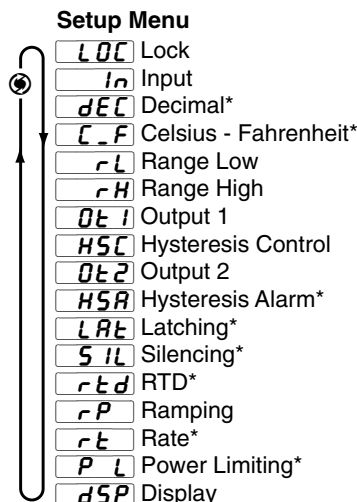 Setup Menu
LOC Lock
In Input
dEC Decimal*
C_F Celsius - Fahrenheit*
rL Range Low
rH Range High
Ot1 Output 1
HSC Hysteresis Control
Ot2 Output 2
HSA Hysteresis Alarm*
LAt Latching*
SIL Silencing*
rtd RTD*
rP Ramping
rt Rate*
P L Power Limiting*
dSP Display